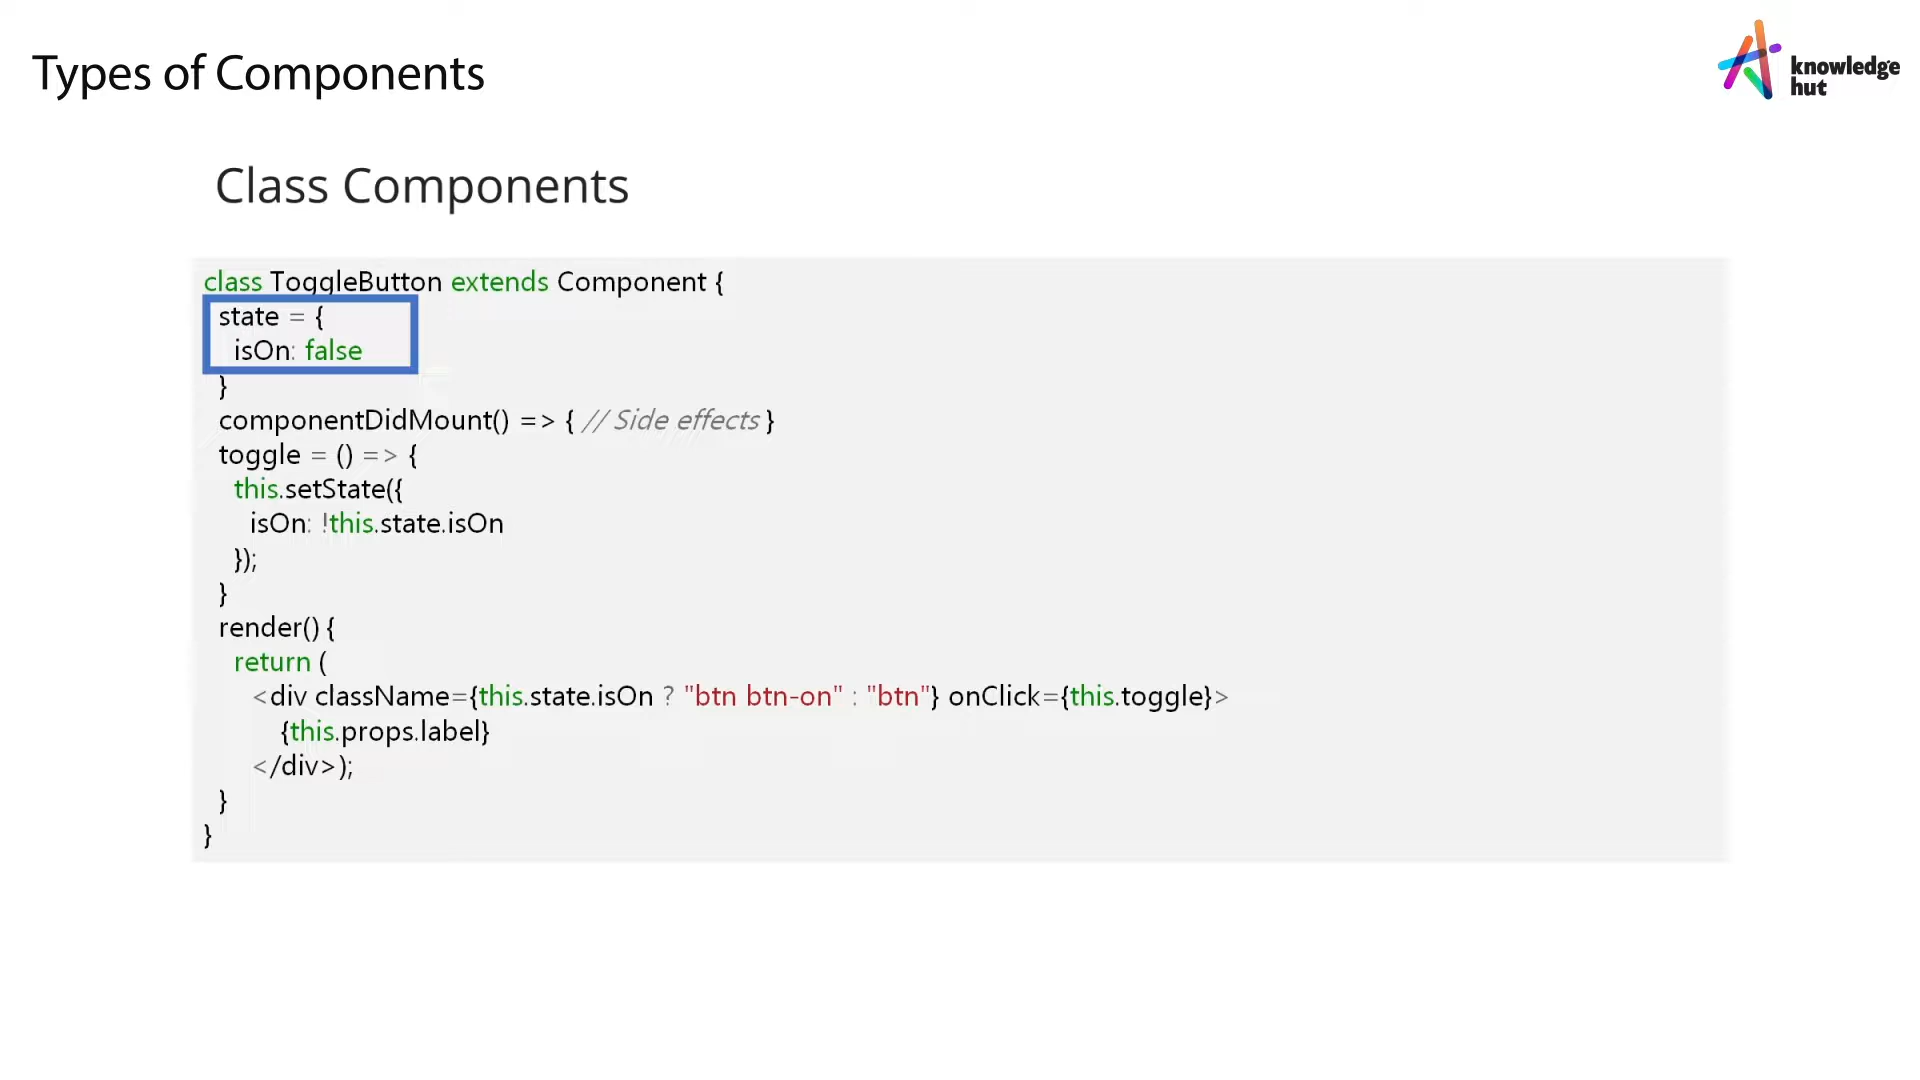 Types of Components
knowledge
hut
Class Components
class ToggleButton extends Component {
state = {
isOn: false
}
componentDidMount() => { // Side effects }
toggle = () => {
this.setState({
isOn: !this.state.isOn
});
}
render() {
return (
<div className={this.state.isOn ? "btn btn-on" : "btn"} onClick={this.toggle}>
{this.props.label}
</div>);
}
}